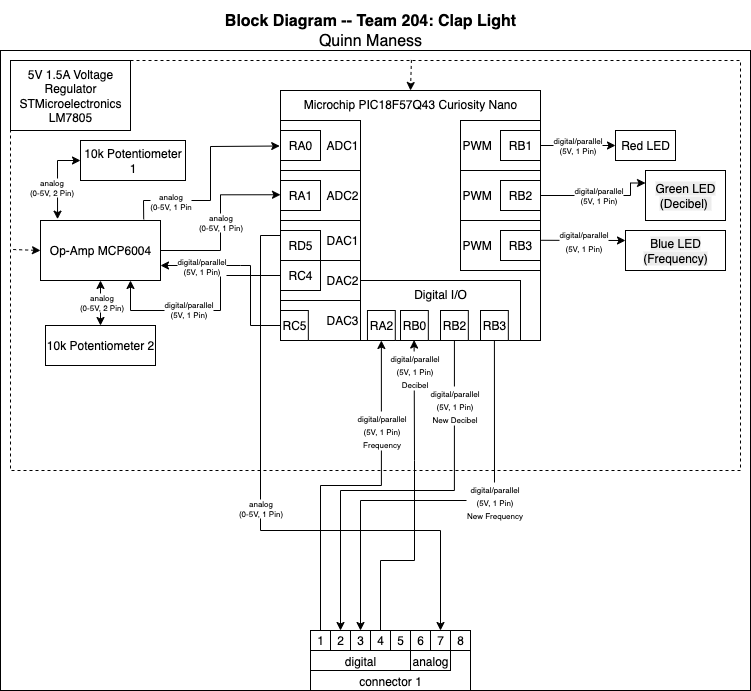 Block Diagram -- Team 204: Clap Light
Quinn Maness
5V 1.5A Voltage
Regulator
STMicroelectronics
LM7805
Microchip PIC18F57Q43 Curiosity Nano
10k Potentiometer
1
analog
(0-5V, 2 Pin)
analog
(0-5V, 1 Pin
analog
(0-5V, 1 Pin)
Op-Amp MCP6004
digital/parallel
(5V, 1 Pin)
analog
(0-5V, 2 Pin)
digital/parallel
(5V, 1 Pin)
10k Potentiometer 2
RA0
ADC1
RA1
ADC2
RD5
DAC1
RC4
DAC2
RC5
DAC3
PWM
RB1
PWM
RB2
PWM
RB3
digital/parallel
(5V, 1 Pin)
Red LED
digital/parallel
(5V, 1 Pin)
Green LED
(Decibel)
digital/parallel
(5V, 1 Pin)
Blue LED
(Frequency)
Digital I/O
RA2
RB0
RB2
RB3
digital/parallel
(5V, 1 Pin)
Decibel
digital/parallel
(5V, 1 Pin)
New Decibel
digital/parallel
(5V, 1 Pin)
Frequency
digital/parallel
(5V, 1 Pin)
New Frequency
analog
(0-5V, 1 Pin)
1 2 3 4 5 6 7 8
digital
analog
connector 1